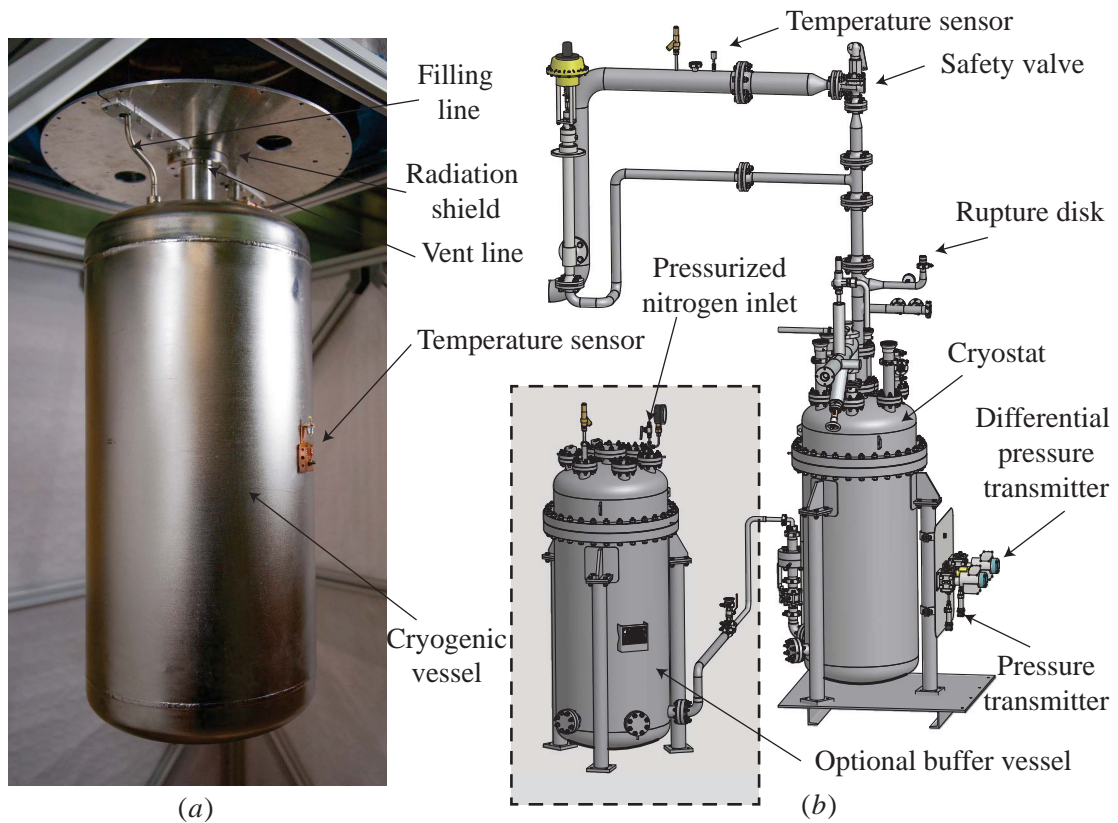 Filling
line
Radiation
shield
Vent line
Temperature sensor
Cryogenic
vessel
(a)
Temperature sensor
Safety valve
Rupture disk
Pressurized
nitrogen inlet
Cryostat
Differential
pressure
transmitter
Pressure
transmitter
Optional buffer vessel
(b)